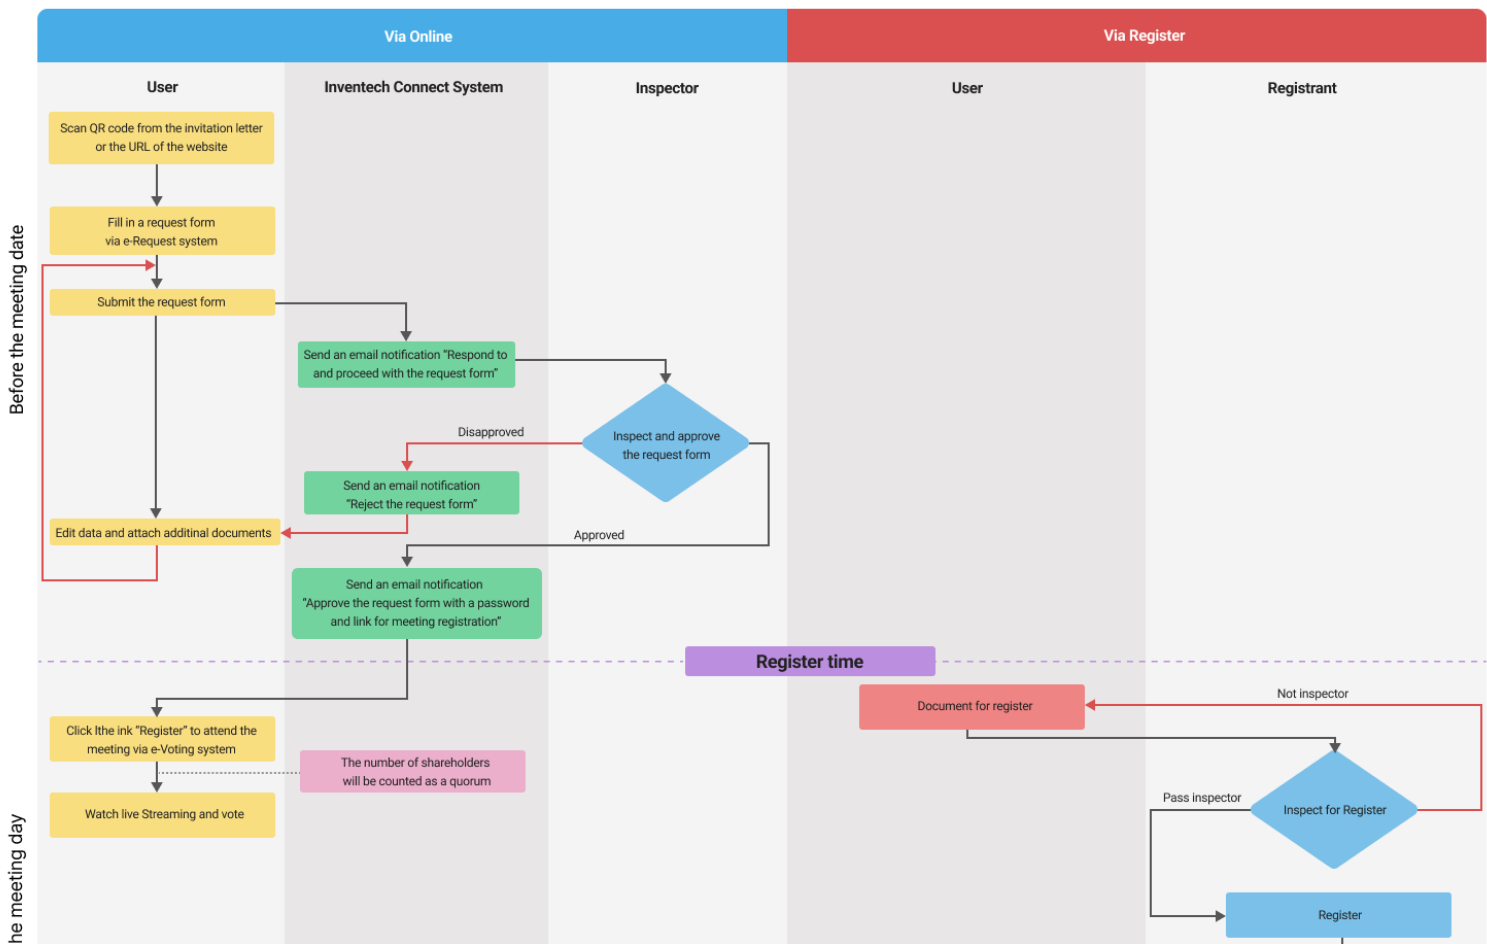 Via Online
Via Register
User
Inventech Connect System
Inspector
User
Registrant
Before the meeting date
Scan QR code from the invitation letter
or the URL of the website
Fill in a request form
via e-Request system
Submit the request form
Send an email notification “Respond to
and proceed with the request form”
Inspect and approve
the request form
Disapproved
Send an email notification
“Reject the request form”
Edit data and attach additinal documents
Approved
Send an email notification
“Approve the request form with a password
and link for meeting registration”
Register time
Document for register
Not inspector
Click lthe ink “Register” to attend the
meeting via e-Voting system
The number of shareholders
will be counted as a quorum
Watch live Streaming and vote
Pass inspector
Inspect for Register
Register
he meeting day